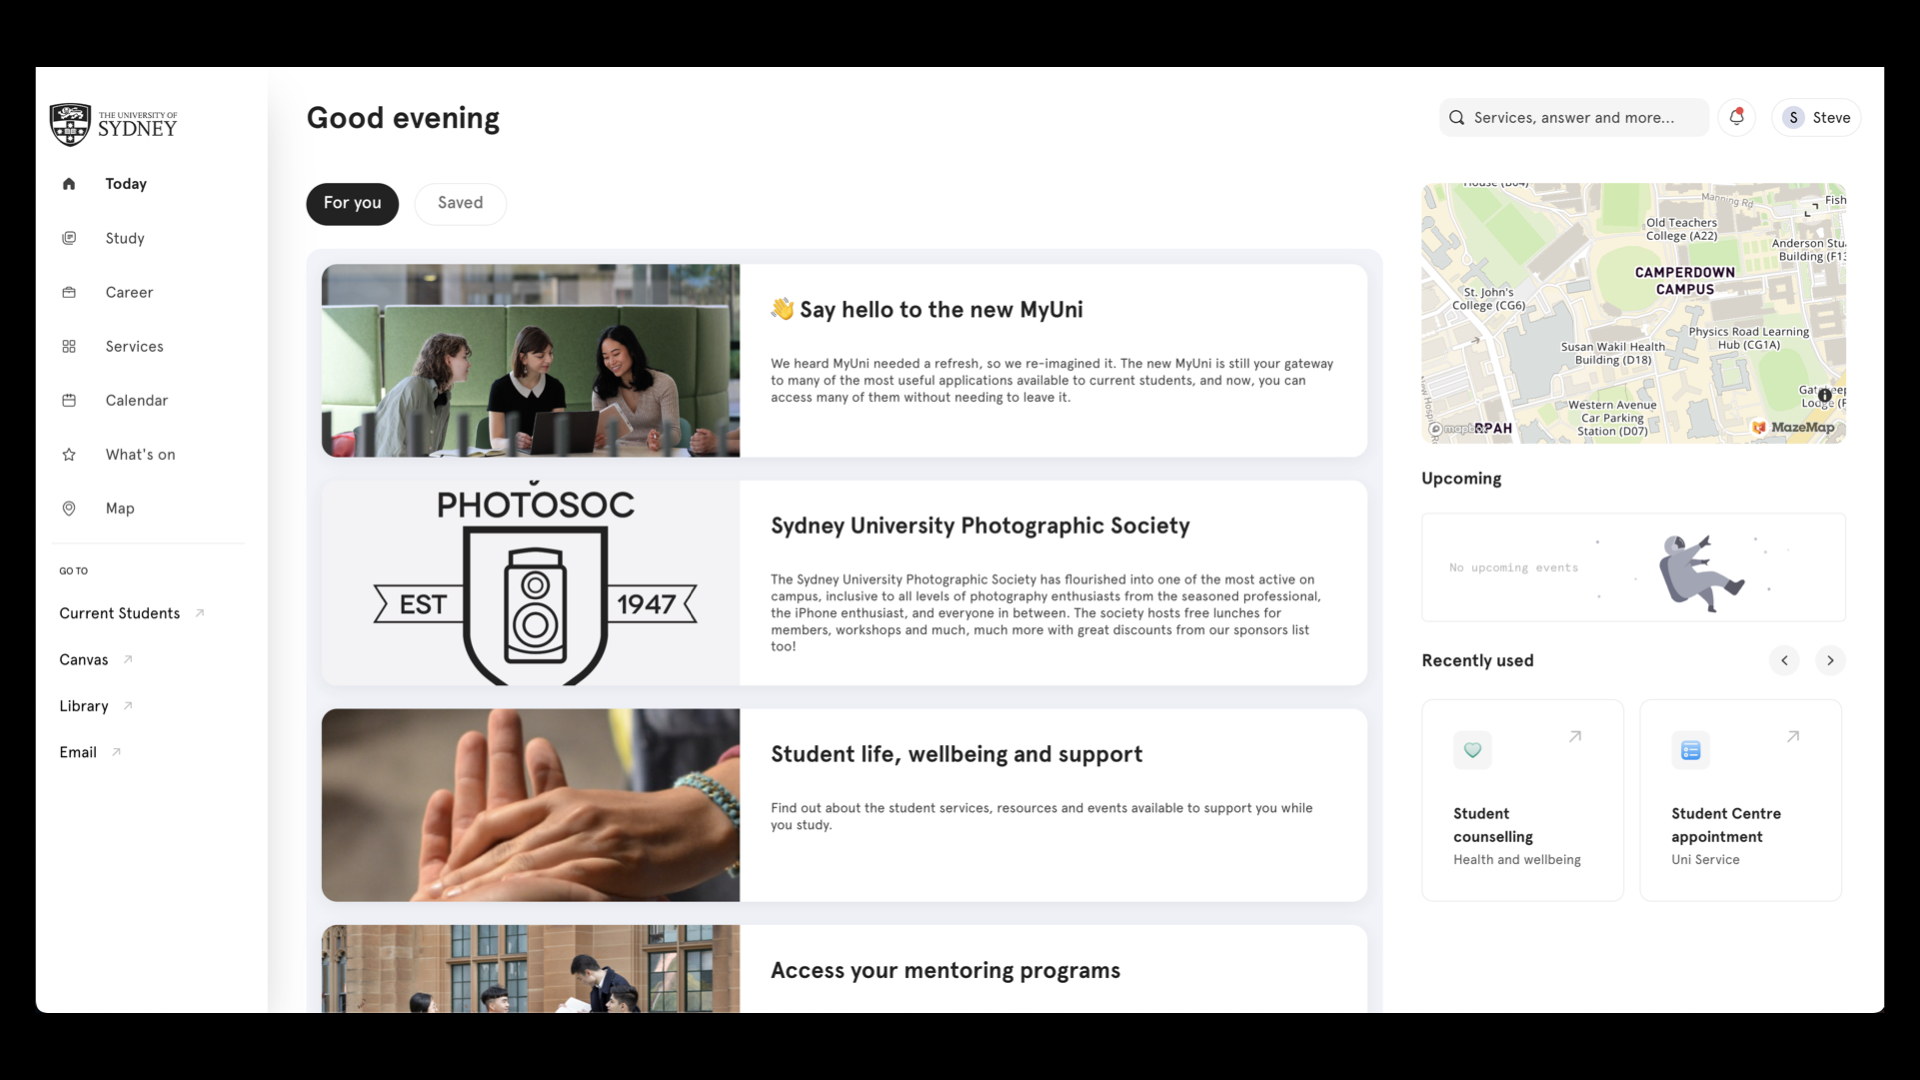 THE UNIVERSITY OF
SYDNEY
Today
Study
Career
Services
Calendar
What's on
Map
GO TO
Current Students
Canvas
Library
Email
Good evening
Services, answer and more...
S Steve
For you
Saved
👋 Say hello to the new MyUni
We heard MyUni needed a refresh, so we re-imagined it. The new MyUni is still your gateway
to many of the most useful applications available to current students, and now, you can
access many of them without needing to leave it.
PHOTOSOC
EST
1947
Sydney University Photographic Society
The Sydney University Photographic Society has flourished into one of the most active on
campus, inclusive to all levels of photography enthusiasts from the seasoned professional,
the iPhone enthusiast, and everyone in between. The society hosts free lunches for
members, workshops and much, much more with great discounts from our sponsors list
too!
Student life, wellbeing and support
Find out about the student services, resources and events available to support you while
you study.
Access your mentoring programs
House (B04)
Manning Rd
Fish
Old Teachers
College (A22)
Anderson Stu
Building (F13
CAMPERDOWN
CAMPUS
St. John's
College (CG6)
Physics Road Learning
Hub (CG1A)
Susan Wakil Health
Building (D18)
Western Avenue
Car Parking
Station (D07)
Lodge (F
RPAH
MazeMap
Upcoming
No upcoming events
Recently used
Student
counselling
Health and wellbeing
Student Centre
appointment
Uni Service